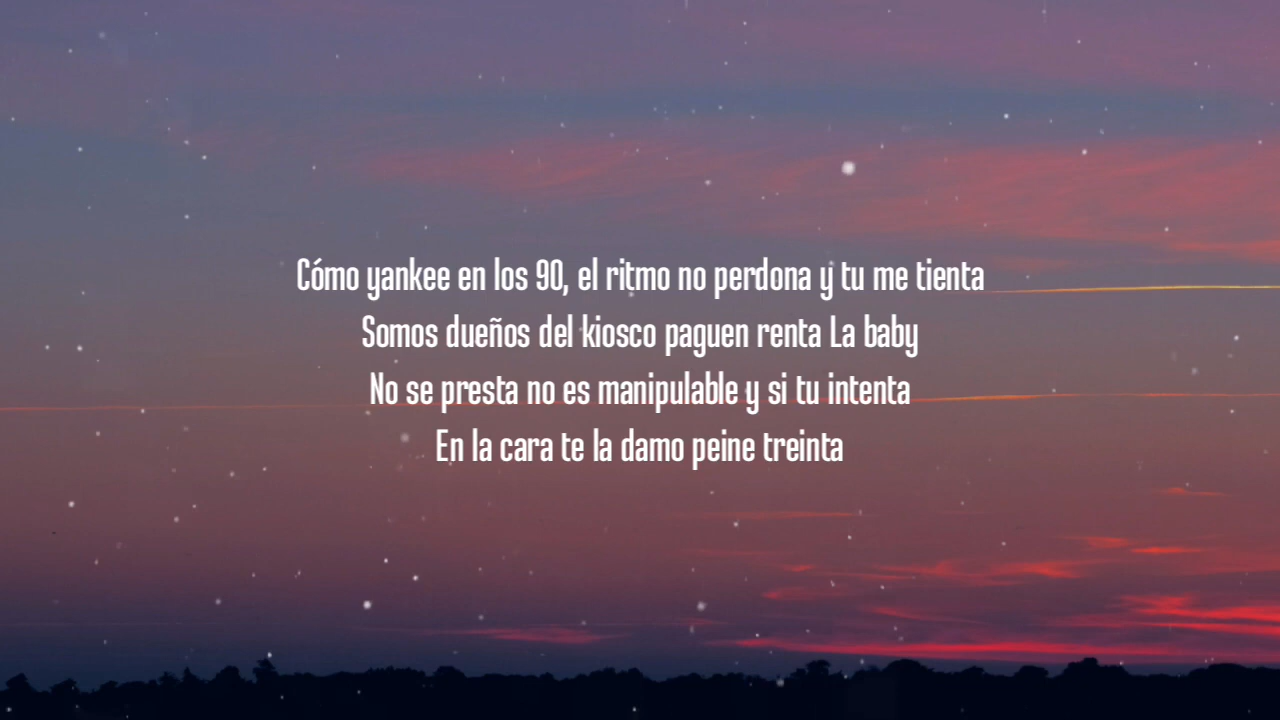 Cómo yankee en los 90, el ritmo no perdona y tu me tienta
Somos dueños del kiosco paguen renta La baby
No se presta no es manipulable y si tu intenta
En la cara te la damo peine treinta